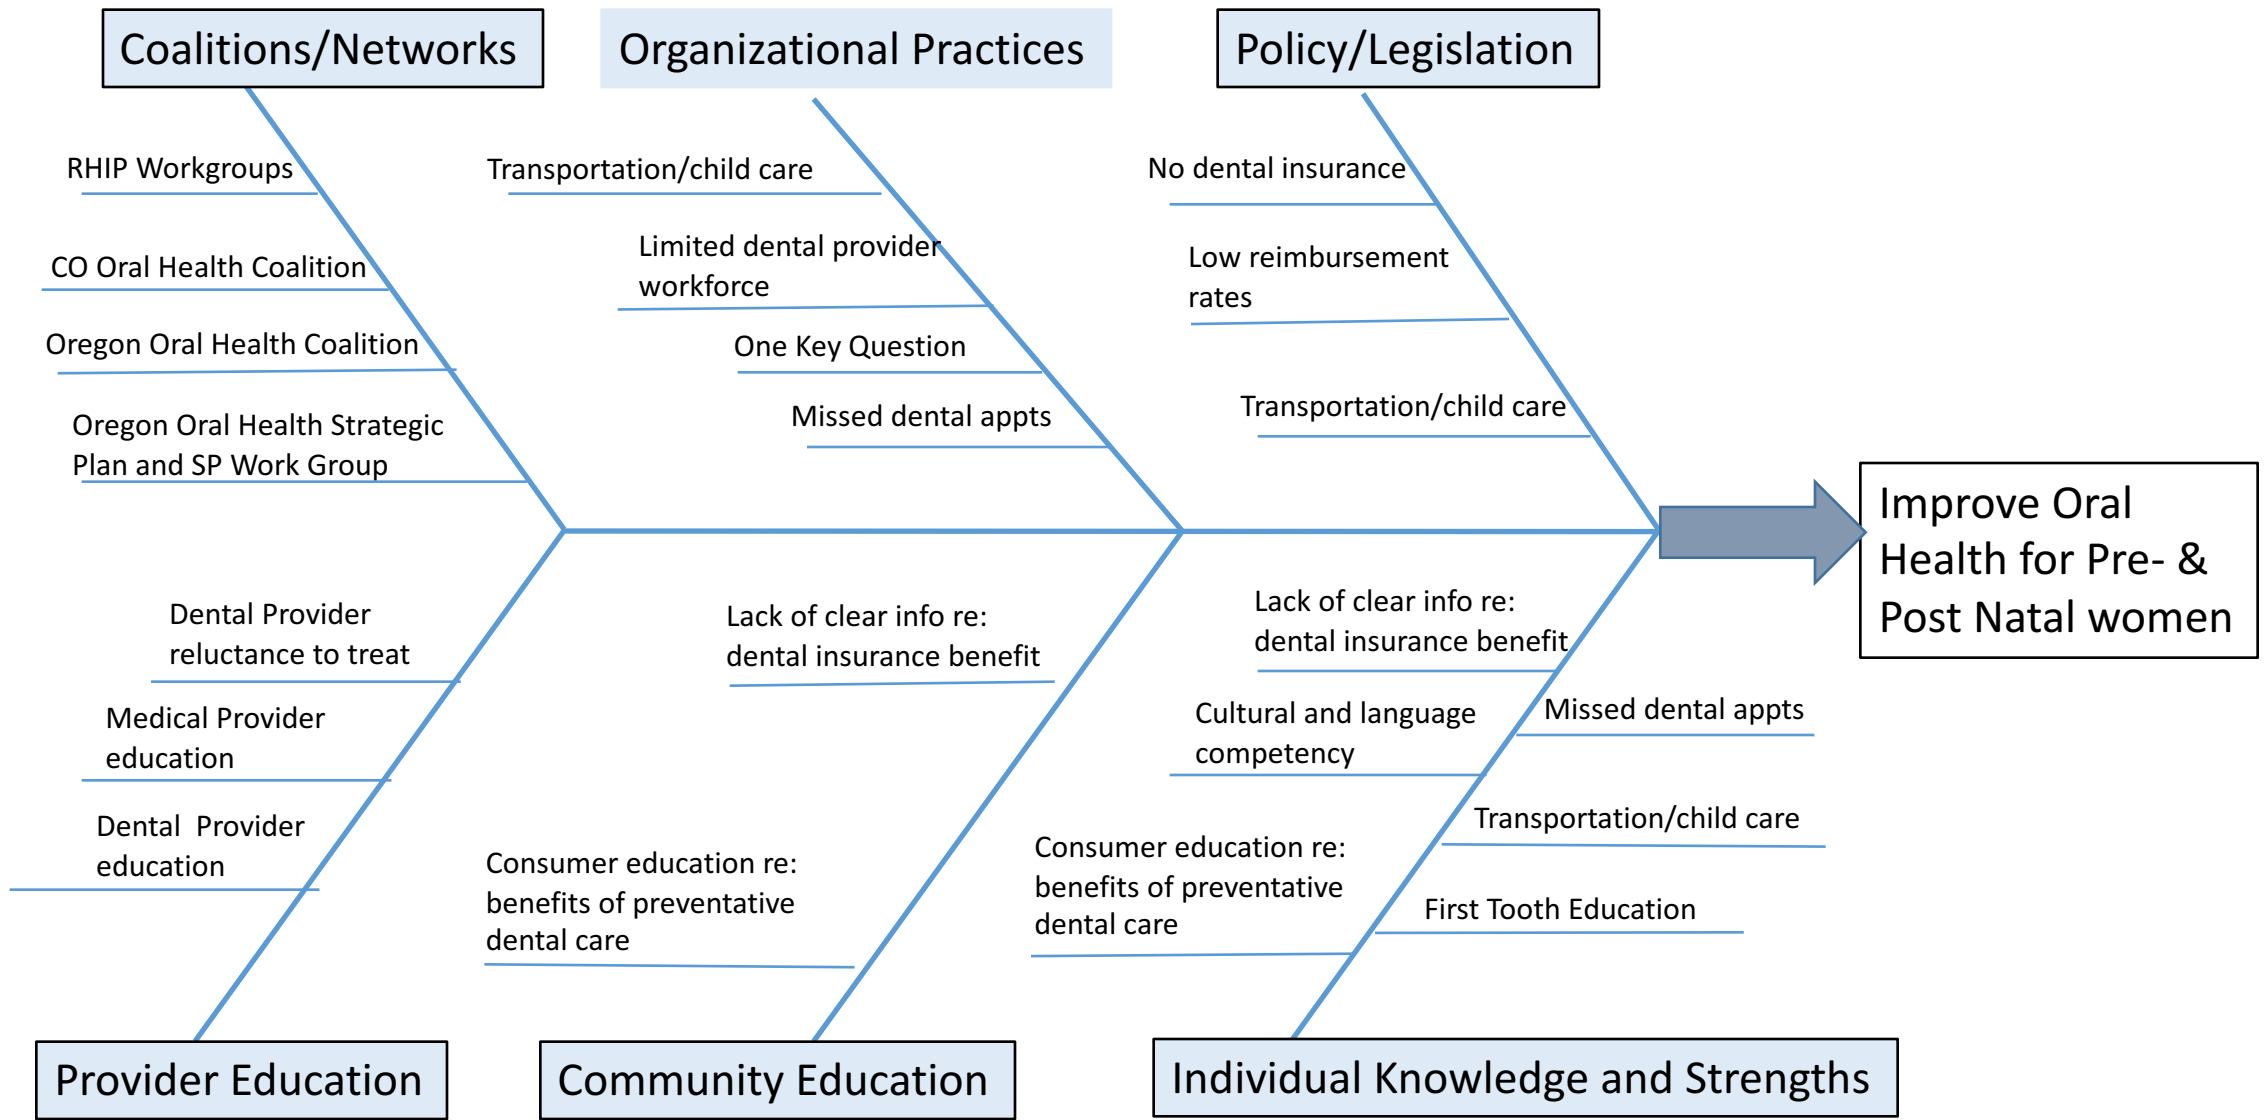 Coalitions/Networks
Organizational Practices
Policy/Legislation
RHIP Workgroups
CO Oral Health Coalition
Oregon Oral Health Coalition
Oregon Oral Health Strategic
Plan and SP Work Group
Transportation/child care
Limited dental provider
workforce
One Key Question
Missed dental appts
No dental insurance
Low reimbursement
rates
Transportation/child care
Improve Oral
Health for Pre- &
Post Natal women
Dental Provider
reluctance to treat
Medical Provider
education
Dental  Provider
education
Lack of clear info re:
dental insurance benefit
Consumer education re:
benefits of preventative
dental care
Lack of clear info re:
dental insurance benefit
Cultural and language
competency
Consumer education re:
benefits of preventative
dental care
Missed dental appts
Transportation/child care
First Tooth Education
Provider Education
Community Education
Individual Knowledge and Strengths